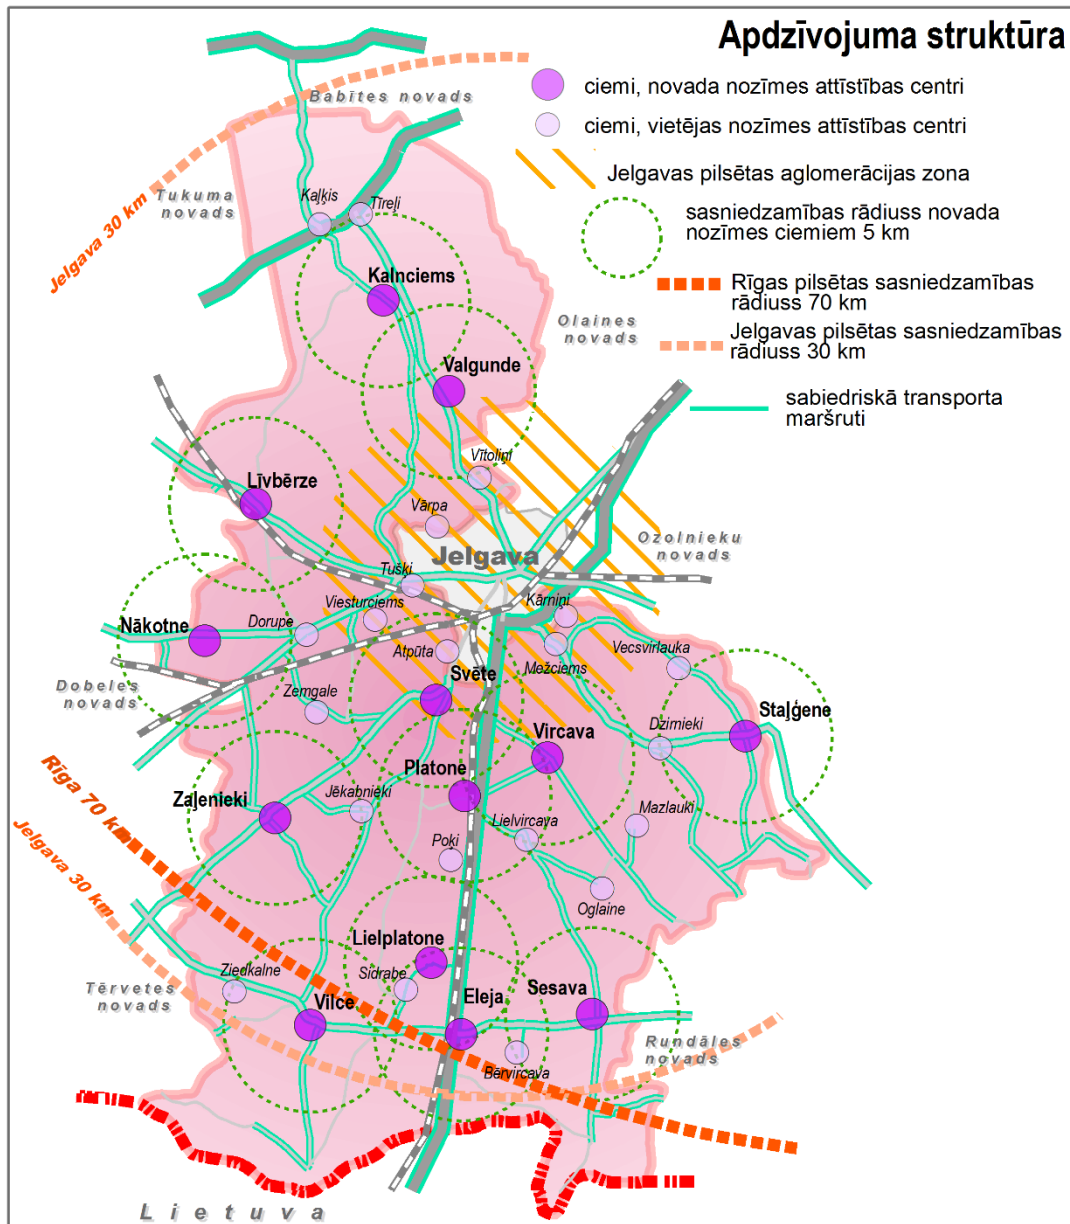 Apdzīvojuma struktūra
ciemi, novada nozīmes attīstības centri
ciemi, vietējas nozīmes attīstības centri
Jelgavas pilsētas aglomerācijas zona
sasniedzamības rādiuss novada
nozīmes ciemiem 5 km
Rīgas pilsētas sasniedzamības
rādiuss 70 km
Jelgavas pilsētas sasniedzamības
rādiuss 30 km
sabiedriskā transporta
maršruti
Babītes novads
Tukuma
novads
Jelgava 30 km
Kaļķis
Tīreļi
Kalnciems
Olaines
novads
Valgunde
Vītoliņi
Līvbērze
Vārpa
Jelgava
Ozolnieku
novads
Tušķi
Viesturciems
Kārniņi
Nākotne
Dorupe
Atpūta
Mežciems
Vecsvirlauka
Svēte
Dobeles
novads
Zemgale
Staļģene
Dzirnieki
Vircava
Platone
Rīga 70 km
Zaļenieki
Jēkabnieki
Mazlauki
Lielvircava
Jelgava 30 km
Poķi
Oglaine
Lielplatone
Ziedkalne
Sidrabe
Tērvetes
novads
Vilce
Eleja
Sesava
Rundāles
novads
Bērvircava
Lietuva